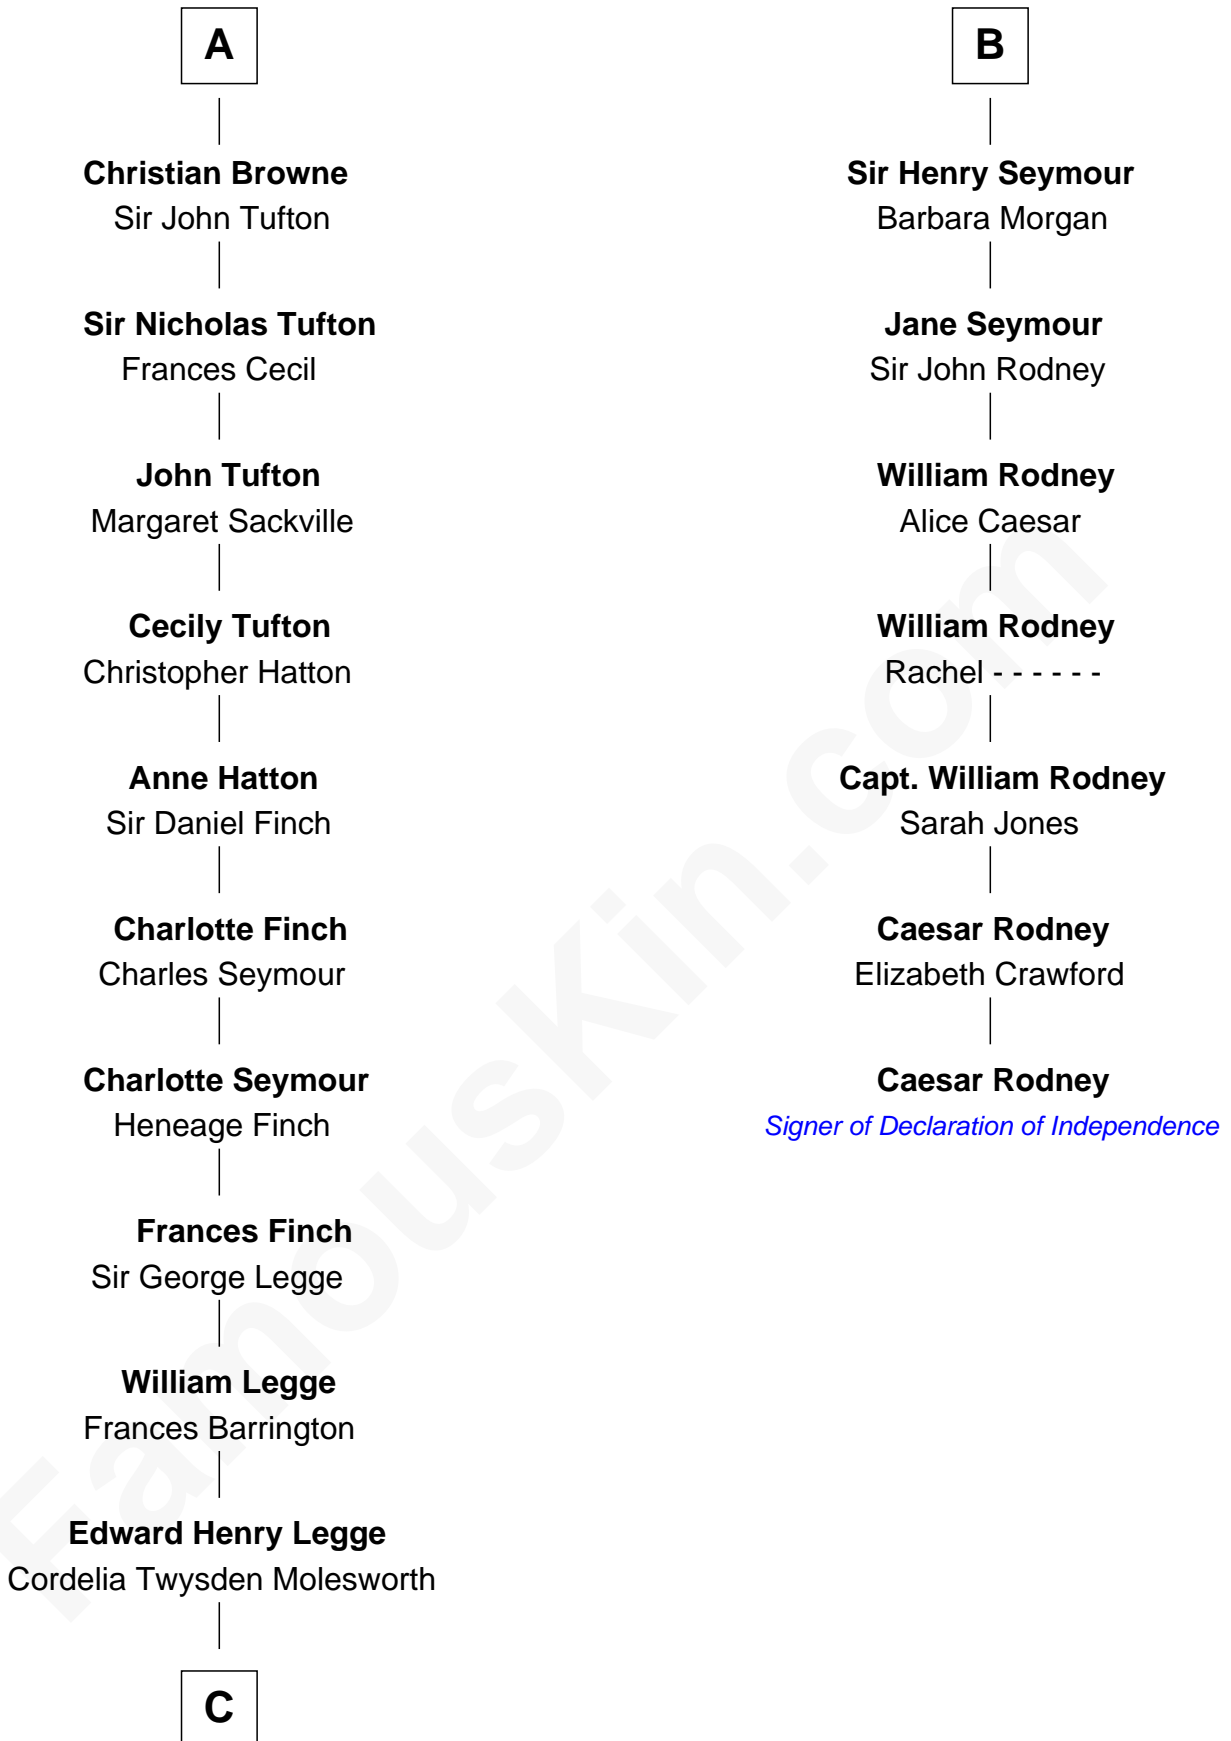 A
Christian Browne
Sir John Tufton
Sir Nicholas Tufton
Frances Cecil
John Tufton
Margaret Sackville
Cecily Tufton
Christopher Hatton
Anne Hatton
Sir Daniel Finch
Charlotte Finch
Charles Seymour
Charlotte Seymour
Heneage Finch
Frances Finch
Sir George Legge
William Legge
Frances Barrington
Edward Henry Legge
Cordelia Twysden Molesworth
C
B
Sir Henry Seymour
Barbara Morgan
Jane Seymour
Sir John Rodney
William Rodney
Alice Caesar
William Rodney
Rachel - - - - - -
Capt. William Rodney
Sarah Jones
Caesar Rodney
Elizabeth Crawford
Caesar Rodney
Signer of Declaration of Independence
FamousKin.com